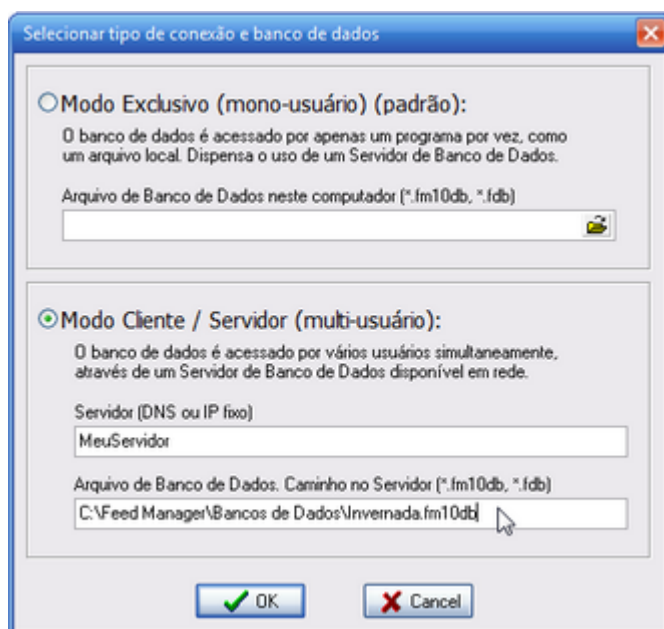 Selecionar tipo de conexão e banco de dados
Modo Exclusivo (mono-usuário) (padrão):
O banco de dados é acessado por apenas um programa por vez, como
um arquivo local. Dispensa o uso de um Servidor de Banco de Dados.
Arquivo de Banco de Dados neste computador (*.fm10db, *.fdb)
Modo Cliente / Servidor (multi-usuário):
O banco de dados é acessado por vários usuários simultaneamente,
através de um Servidor de Banco de Dados disponível em rede.
Servidor (DNS ou IP fixo)
MeuServidor
Arquivo de Banco de Dados. Caminho no Servidor (*.fm10db, *.fdb)
C:\Feed Manager\Bancos de Dados\Invernada.fm10db
OK
Cancel